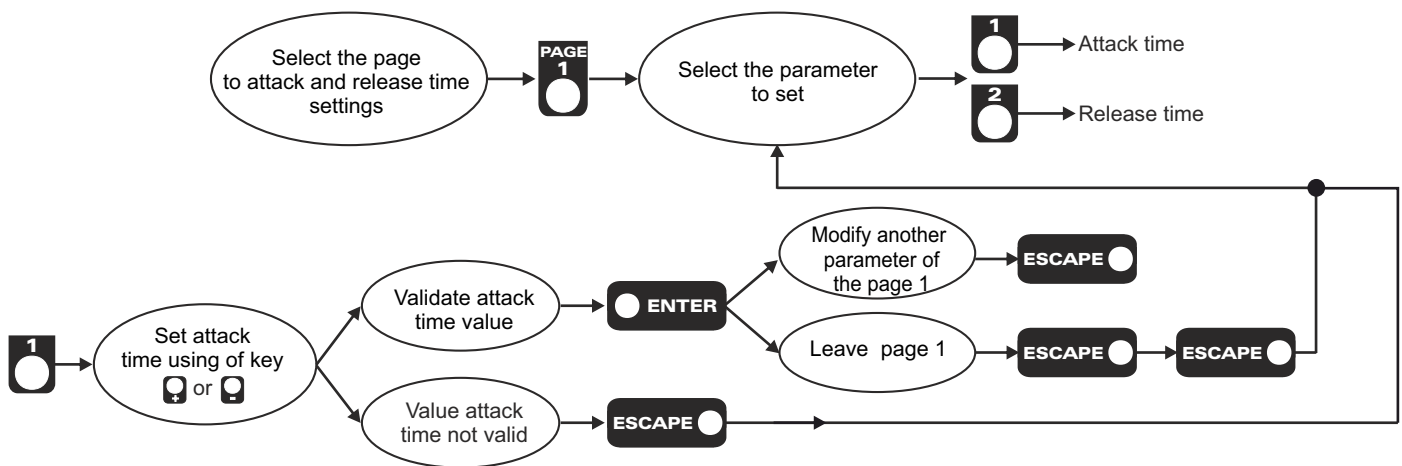 Select the page
to attack and release time
settings
PAGE
1
Select the parameter
to set
1
Attack time
2
Release time
1
Set attack
time using of key
+ or -
Validate attack
time value
ENTER
Modify another
parameter of
the page 1
ESCAPE
Leave page 1
ESCAPE
ESCAPE
Value attack
time not valid
ESCAPE